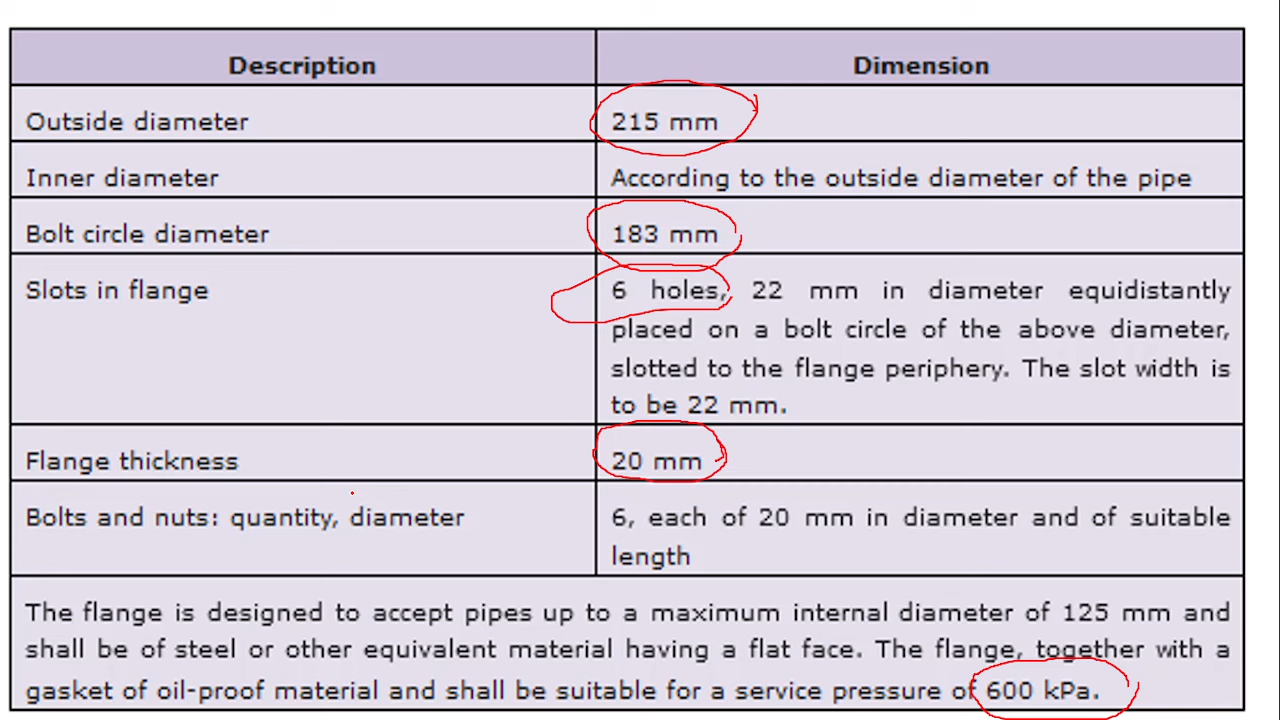 Description Dimension
Outside diameter 215 mm
Inner diameter According to the outside diameter of the pipe
Bolt circle diameter 183 mm
Slots in flange 6 holes, 22 mm in diameter equidistantly
placed on a bolt circle of the above diameter,
slotted to the flange periphery. The slot width is
to be 22 mm.
Flange thickness 20 mm
Bolts and nuts: quantity, diameter 6, each of 20 mm in diameter and of suitable
length
The flange is designed to accept pipes up to a maximum internal diameter of 125 mm and
shall be of steel or other equivalent material having a flat face. The flange, together with a
gasket of oil-proof material and shall be suitable for a service pressure of 600 kPa.